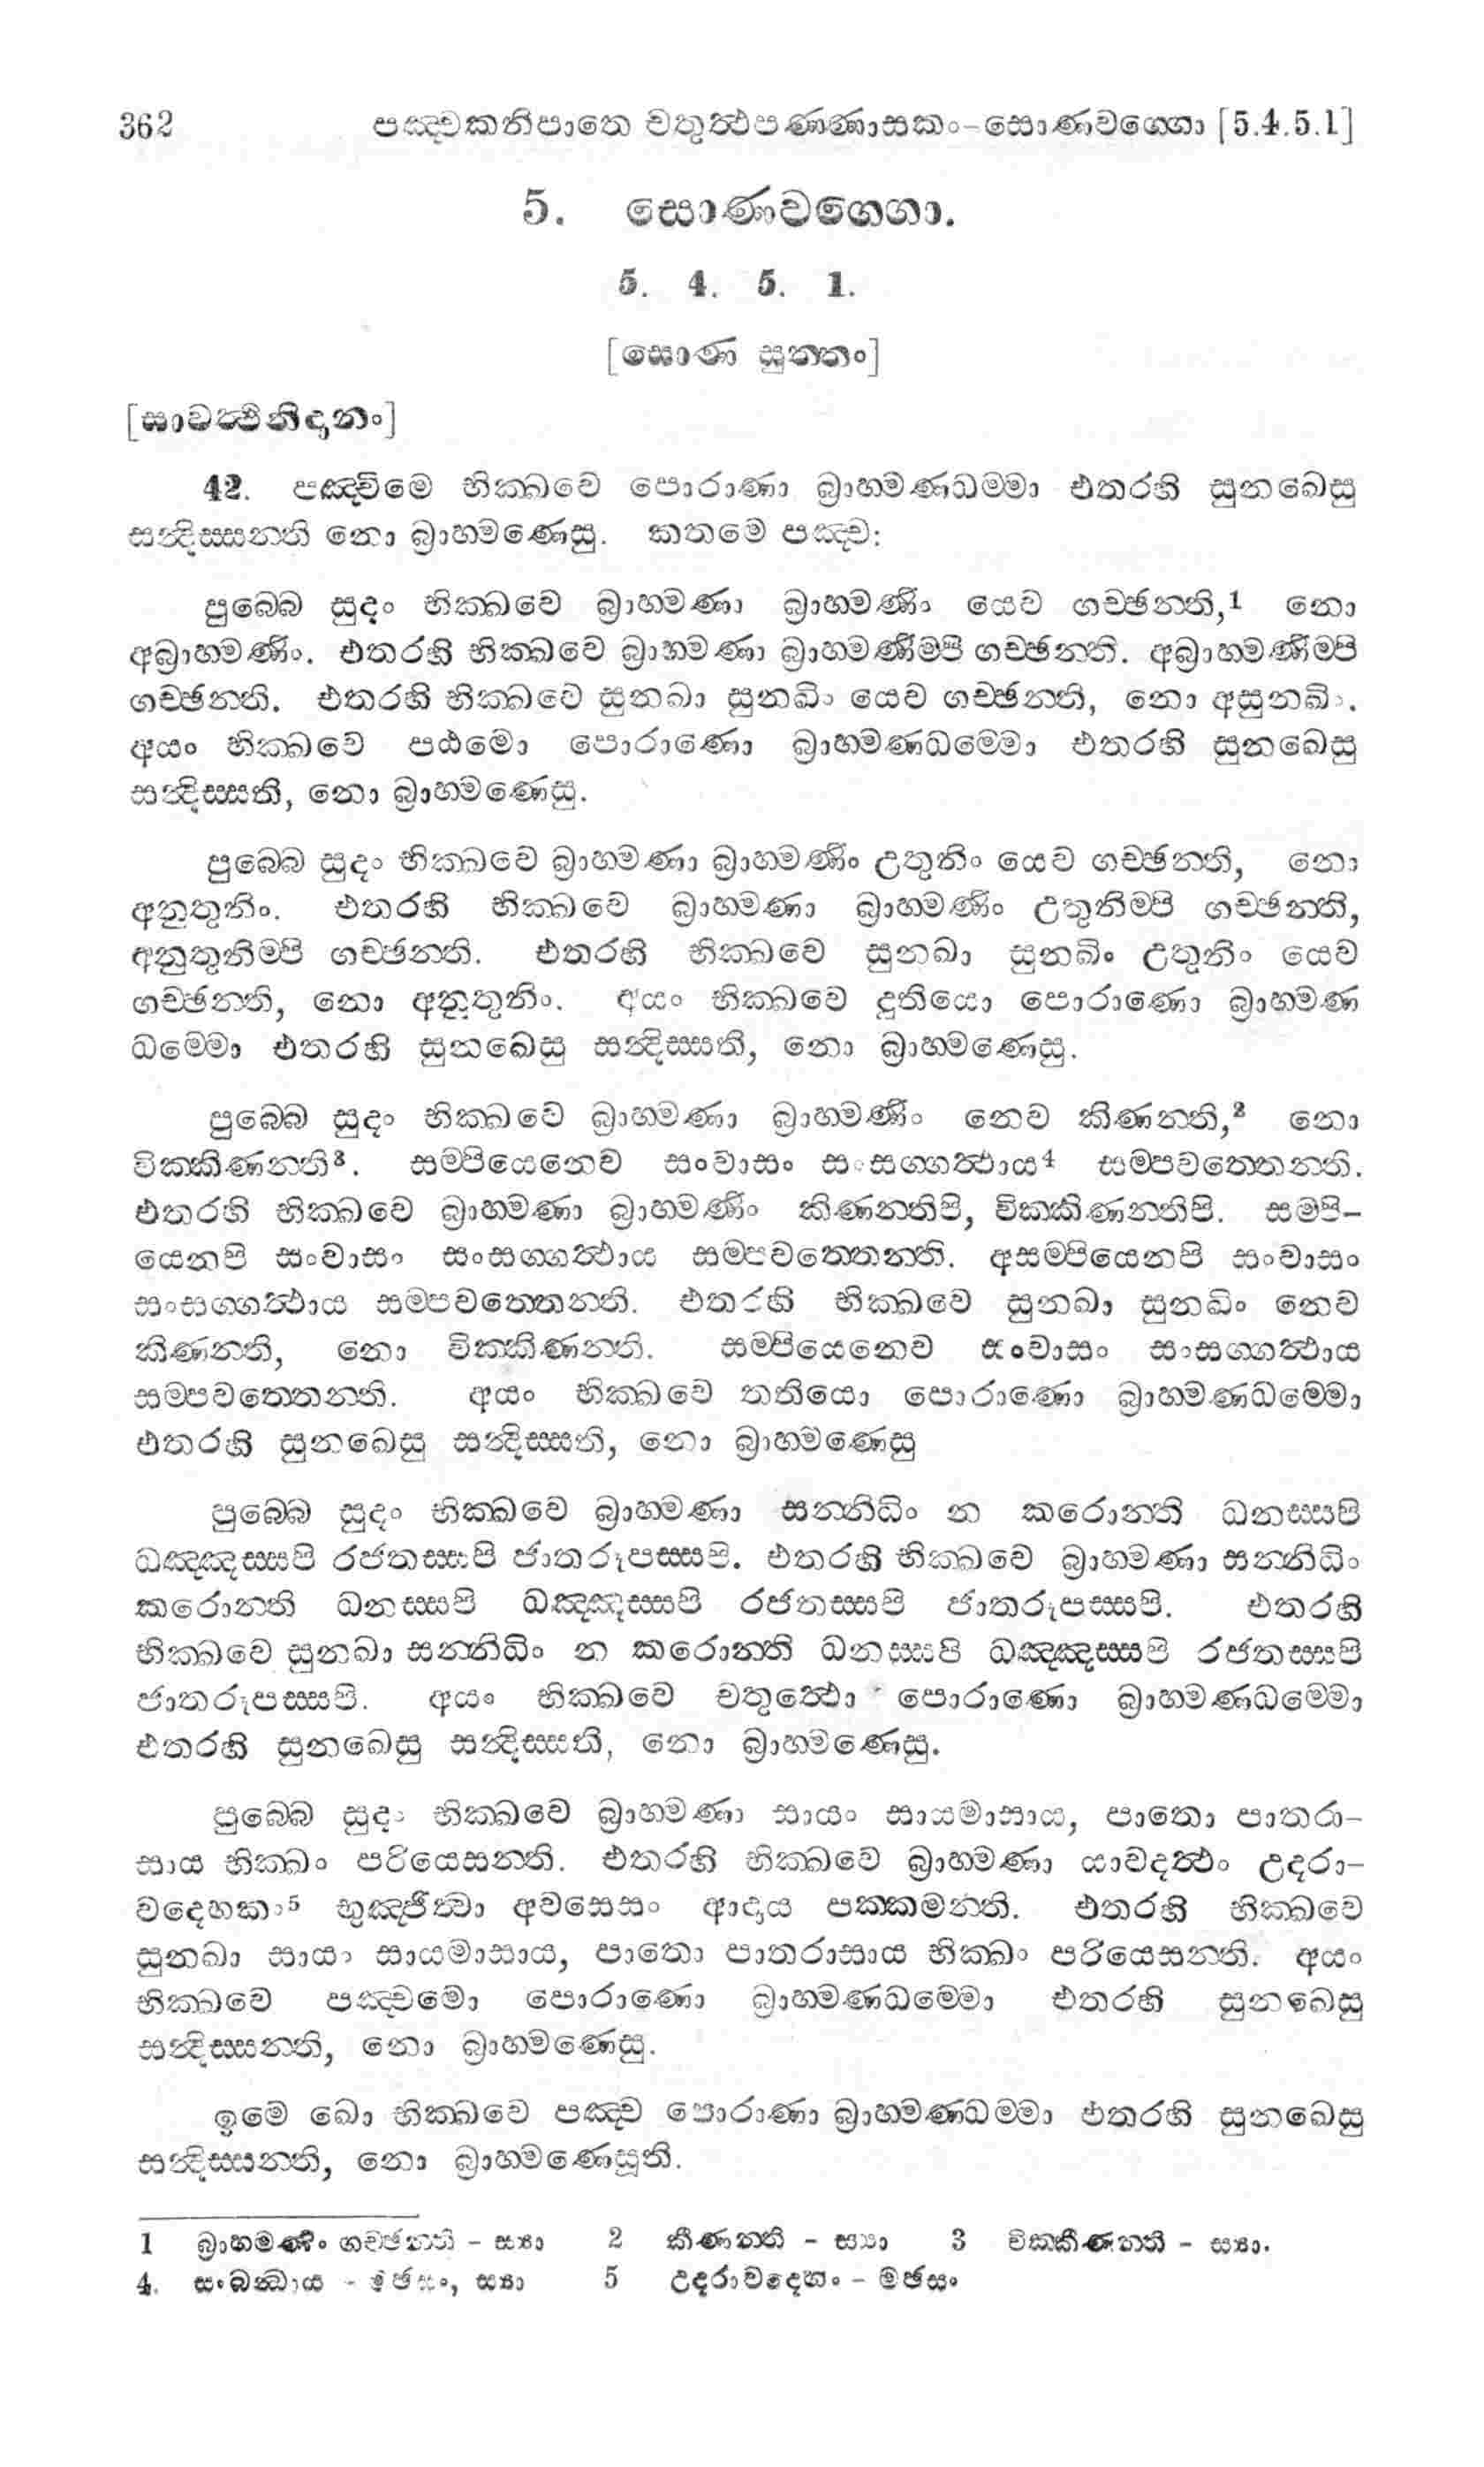 362 පඤ්චකනිපාතෙ චතුත්‍ථපණ්ණාසකං-සොණවග්ගො [5.4.5.1]
5. සොණවග්ගො.
5. 4. 5. 1.
[සොණ සුත්තං]
[සාවත්‍ථිනිදානං]
42. පඤ්චිමෙ භික්ඛවෙ පොරාණා බ්‍රාහ්මණධම්මා එතරහි සුනඛෙසු
සන්‍දිස්සන්ති නො බ්‍රාහ්මණෙසු. කතමෙ පඤ්ච:
පුබ්බෙ සුදං භික්ඛවෙ බ්‍රාහ්මණා බ්‍රාහ්මණිං යෙව ගච්ඡන්ති,1 නො
අබ්‍රාහ්මණිං. එතරහි භික්ඛවෙ බ්‍රාහ්මණා බ්‍රාහ්මණිම්පි ගච්ඡන්ති. අබ්‍රාහ්මණිම්පි
ගච්ඡන්ති. එතරහි භික්ඛවෙ සුනඛා සුනඛිං යෙව ගච්ඡන්ති, නො අසුනඛිං.
අයං භික්ඛවෙ පඨමො පොරාණො බ්‍රාහ්මණධම්මො එතරහි සුනඛෙසු
සන්‍දිස්සති, නො බ්‍රාහ්මණෙසු.
පුබ්බෙ සුදං භික්ඛවෙ බ්‍රාහ්මණා බ්‍රාහ්මණිං උතුනිං යෙව ගච්ඡන්ති, නො
අනුතුනිං. එතරහි භික්ඛවෙ බ්‍රාහ්මණා බ්‍රාහ්මණිං උතුනිම්පි ගච්ඡන්ති,
අනුතුනිම්පි ගච්ඡන්ති. එතරහි භික්ඛවෙ සුනඛා සුනඛිං උතුනිං යෙව
ගච්ඡන්ති, නො අනුතුනිං. අයං භික්ඛවෙ දුතියො පොරාණො බ්‍රාහ්මණ
ධම්මො එතරහි සුනඛෙසු සන්‍දිස්සති, නො බ්‍රාහ්මණෙසු.
පුබ්බෙ සුදං භික්ඛවෙ බ්‍රාහ්මණා බ්‍රාහ්මණිං නෙව කිණන්ති,2 නො
වික්කිණන්ති3. සම්පියෙනෙව සංවාසං සංසග්ගත්‍ථාය4 සම්පවත්තෙන්ති.
එතරහි භික්ඛවෙ බ්‍රාහ්මණා බ්‍රාහ්මණිං කිණන්තිපි, වික්කිණන්තිපි. සම්පි-
යෙනපි සංවාසං සංසග්ගත්‍ථාය සම්පවත්තෙන්ති. අසම්පියෙනපි සංවාසං
සංසග්ගත්‍ථාය සම්පවත්තෙන්ති. එතරහි භික්ඛවෙ සුනඛා සුනඛිං නෙව
කිණන්ති, නො වික්කිණන්ති. සම්පියෙනෙව සංවාසං සංසග්ගත්‍ථාය
සම්පවත්තෙන්ති. අයං භික්ඛවෙ තතියො පොරාණො බ්‍රාහ්මණධම්මො
එතරහි සුනඛෙසු සන්‍දිස්සති, නො බ්‍රාහ්මණෙසු
පුබ්බෙ සුදං භික්ඛවෙ බ්‍රාහ්මණා සන්නිධිං න කරොන්ති ධනස්සපි
ධඤ්ඤස්සපි රජතස්සපි ජාතරූපස්සපි. එතරහි භික්ඛවෙ බ්‍රාහ්මණා සන්නිධිං
කරොන්ති ධනස්සපි ධඤ්ඤස්සපි රජතස්සපි ජාතරූපස්සපි. එතරහි
භික්ඛවෙ සුනඛා සන්නිධිං න කරොන්ති ධනස්සපි ධඤ්ඤස්සපි රජතස්සපි
ජාතරූපස්සපි. අයං භික්ඛවෙ චතුත්‍ථො පොරාණො බ්‍රාහ්මණධම්මො
එතරහි සුනඛෙසු සන්‍දිස්සති, නො බ්‍රාහ්මණෙසු.
පුබ්බෙ සුදං භික්ඛවෙ බ්‍රාහ්මණා සායං සායමාසාය, පාතො පාතරා-
සාය භික්ඛං පරියෙසන්ති. එතරහි භික්ඛවෙ බ්‍රාහ්මණා යාවදත්‍ථං උදරා-
වදෙහකං5 භුඤ්ජිත්‍වා අවසෙසං ආදාය පක්කමන්ති. එතරහි භික්ඛවෙ
සුනඛා සායං සායමාසාය, පාතො පාතරාසාය භික්ඛං පරියෙසන්ති. අයං
භික්ඛවෙ පඤ්චමො පොරාණො බ්‍රාහ්මණධම්මො එතරහි සුනඛෙසු
සන්‍දිස්සන්ති, නො බ්‍රාහ්මණෙසු.
ඉමෙ ඛො භික්ඛවෙ පඤ්ච පොරාණා බ්‍රාහ්මණධම්මා එතරහි සුනඛෙසු
සන්‍දිස්සන්ති, නො බ්‍රාහ්මණෙසූති.
1 බ්‍රාහ්මණිං ගච්ඡන්ති - ස්‍යා 2 කීණන්ති - ස්‍යා 3 වික්කීණන්ති - ස්‍යා.
4. සංබන්‍ධාය - මඡසං, ස්‍යා 5 උදරාවදෙහං - මඡසං